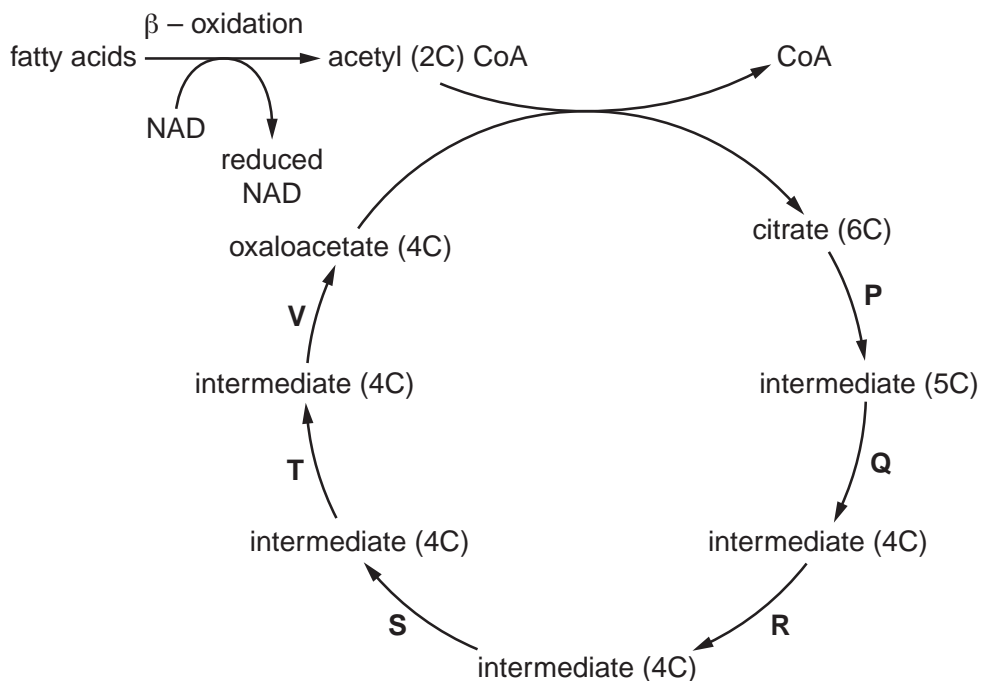 β – oxidation
fatty acids
acetyl (2C) CoA
CoA
NAD
reduced
NAD
oxaloacetate (4C)
citrate (6C)
P
V
intermediate (4C)
intermediate (5C)
T
Q
intermediate (4C)
intermediate (4C)
S
R
intermediate (4C)